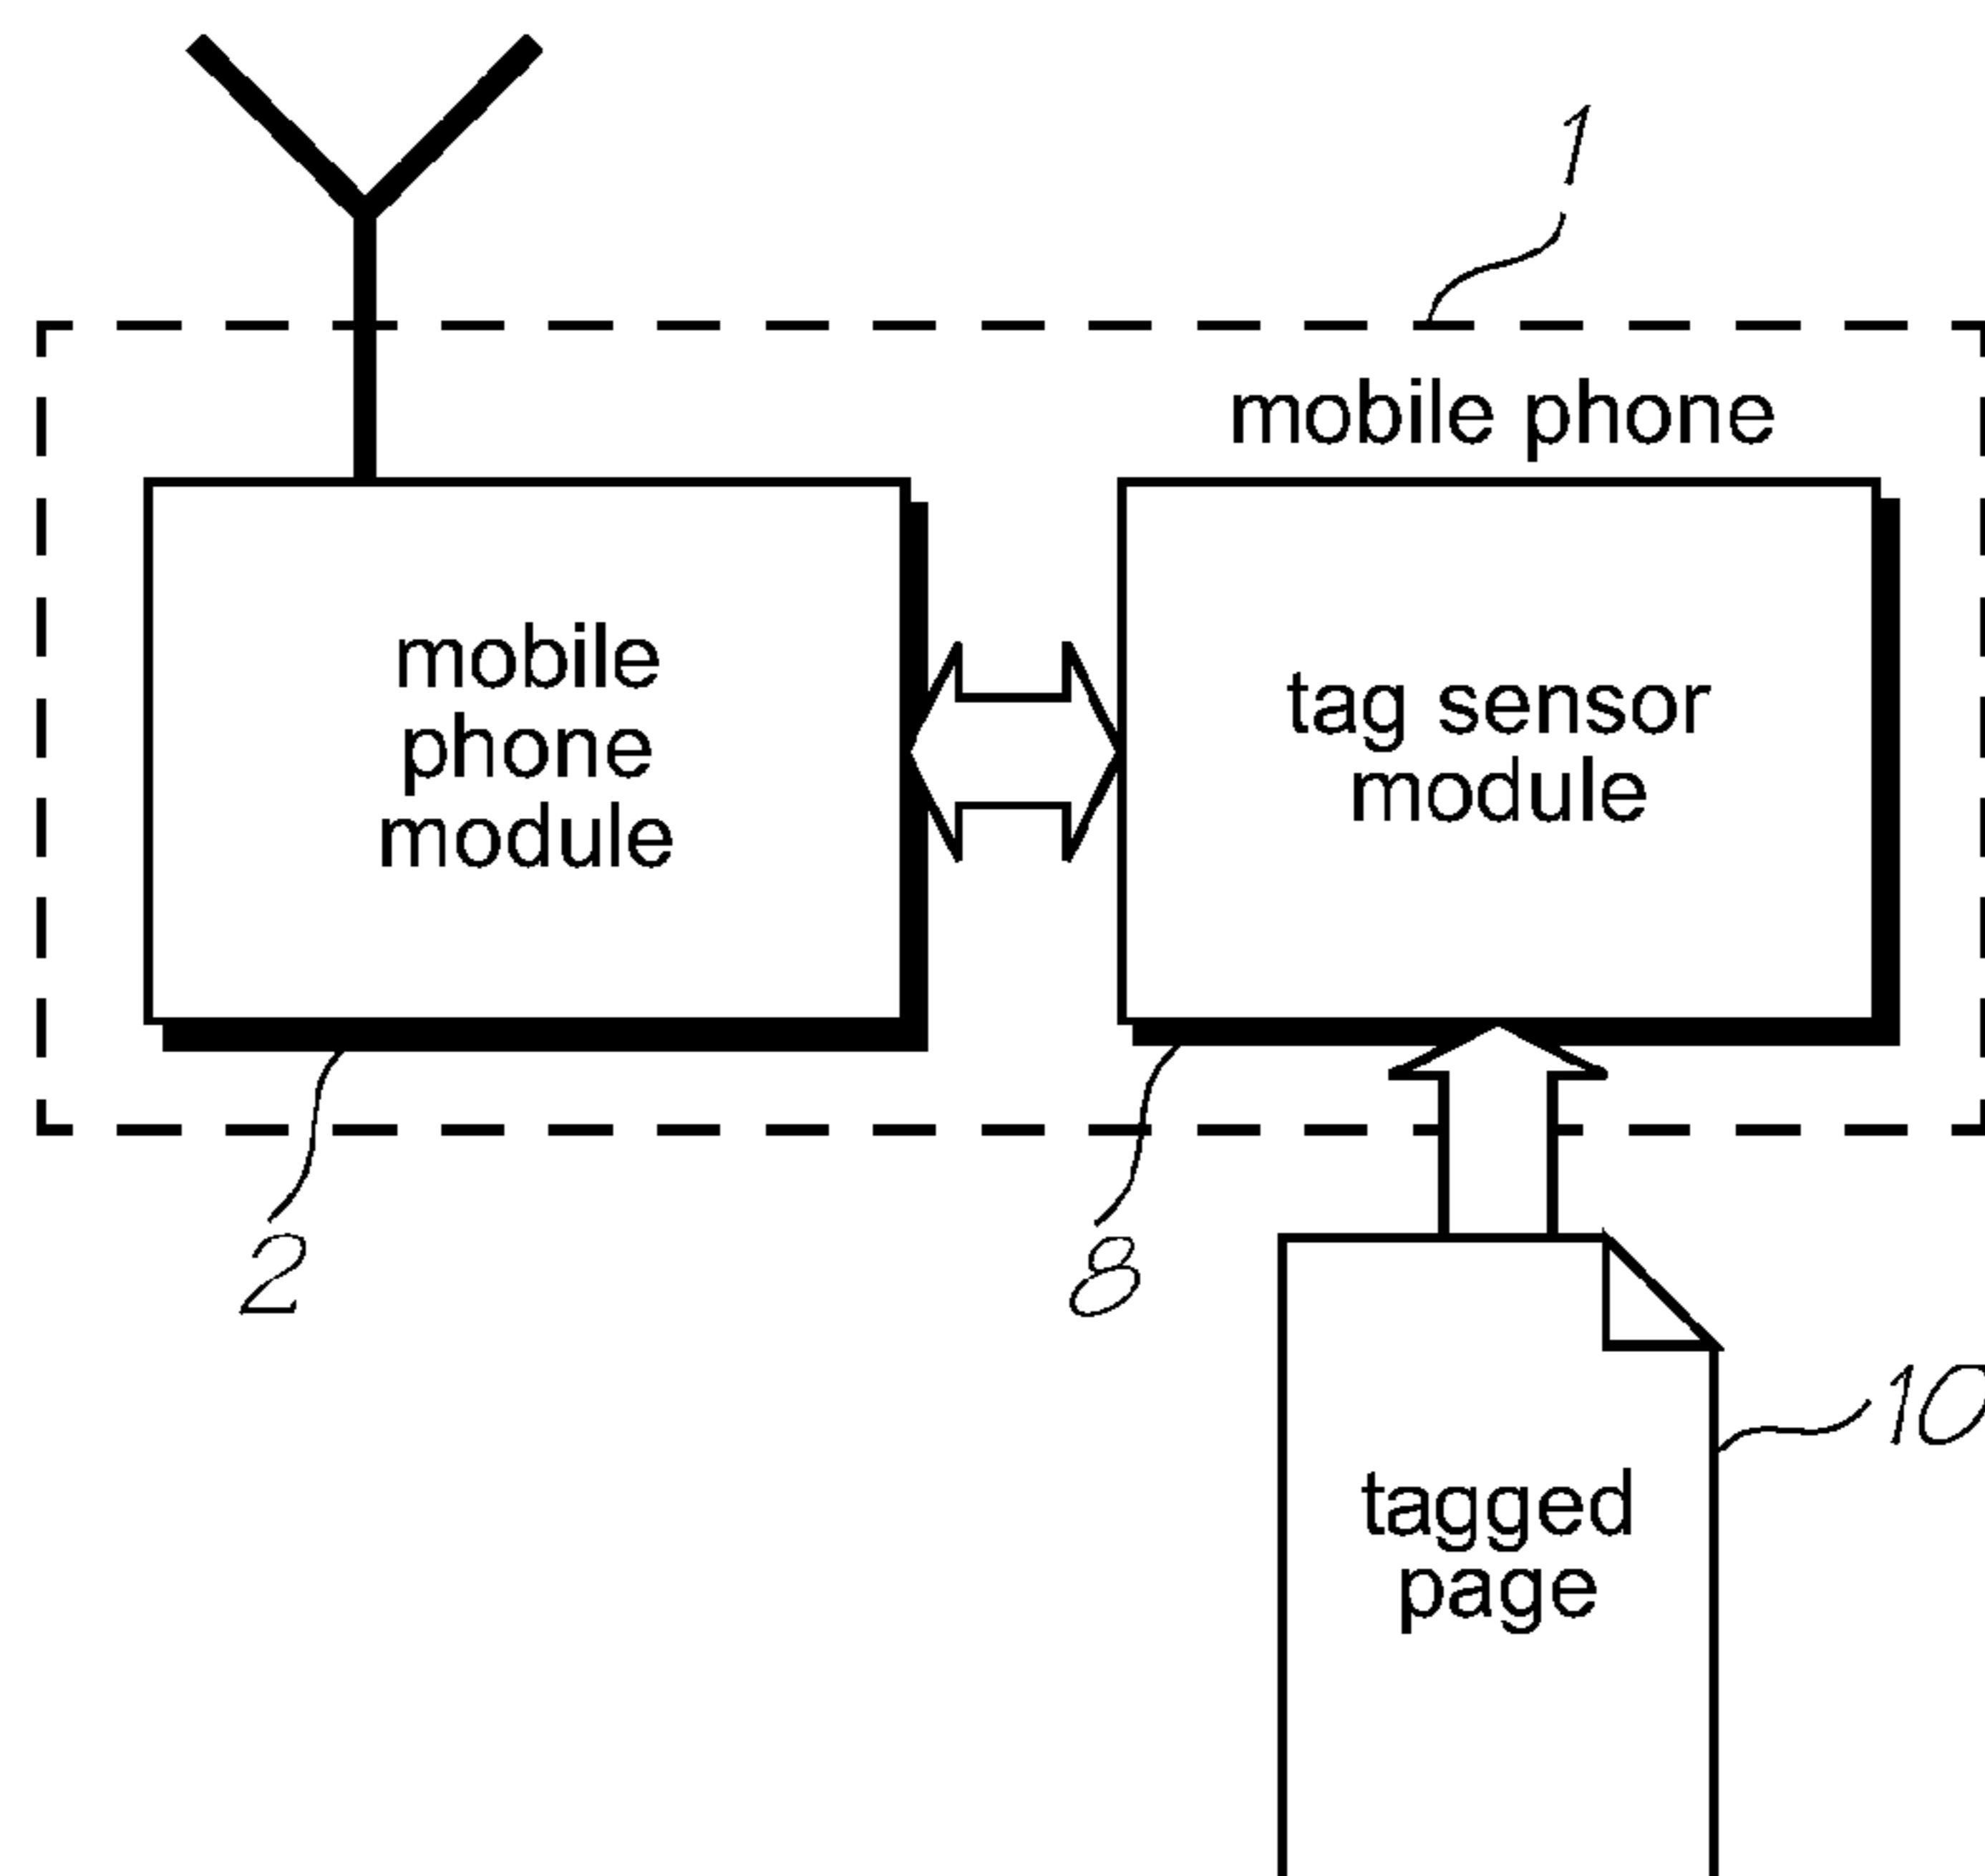 1
mobile phone
mobile
phone
module
tag sensor
module
2
8
10
tagged
page